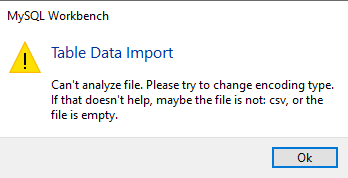 MySQL Workbench
Table Data Import
Can't analyze file. Please try to change encoding type.
If that doesn't help, maybe the file is not: csv, or the
file is empty.
Ok